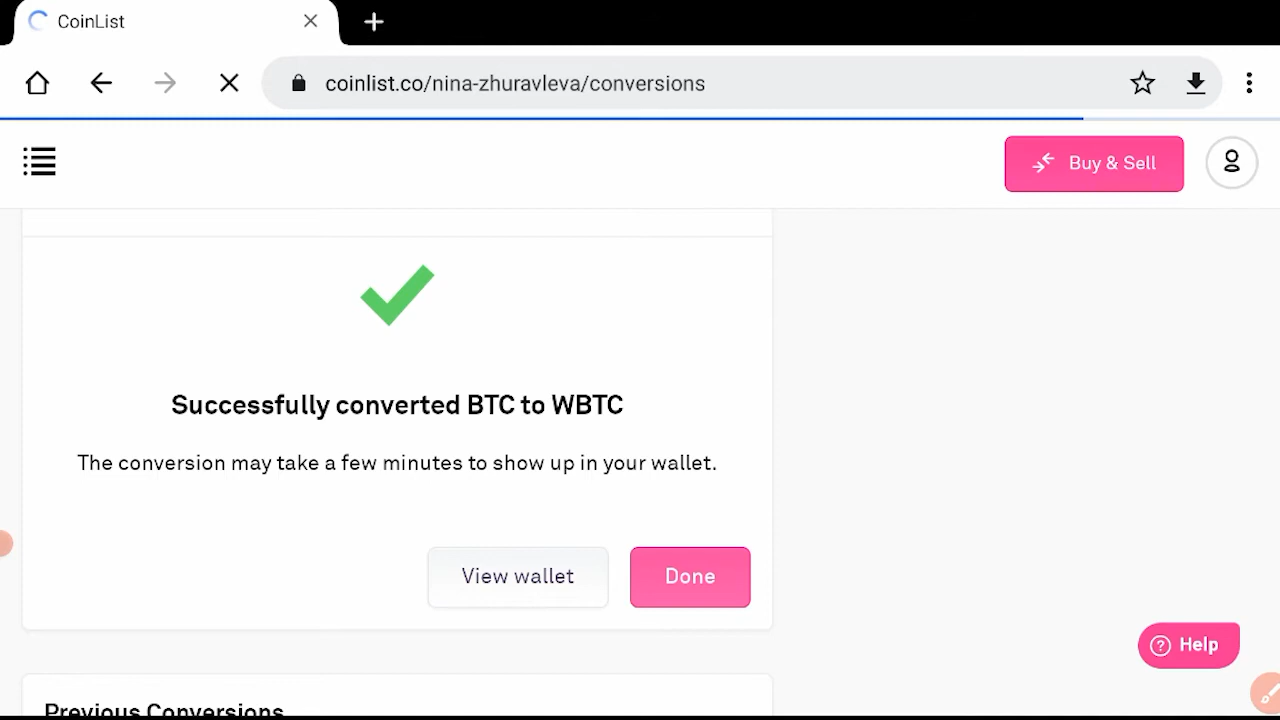 CoinList
coinlist.co/nina-zhuravleva/conversions
Buy & Sell
Successfully converted BTC to WBTC
The conversion may take a few minutes to show up in your wallet.
View wallet
Done
Help
Previous Conversions